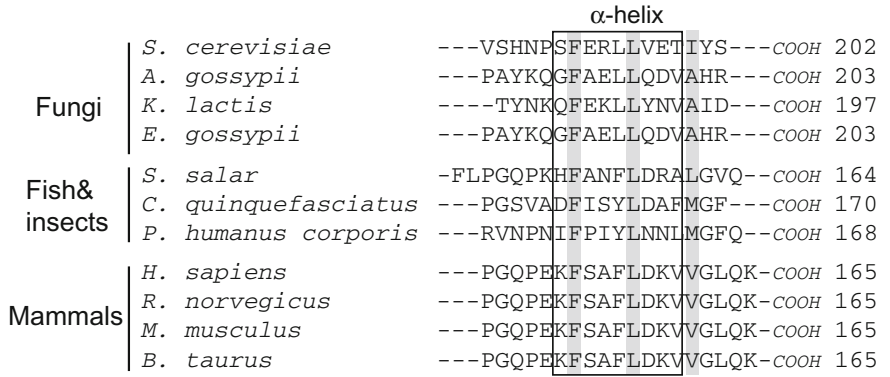 α-helix
Fungi
S. cerevisiae ---VSHNPSFERLLVETIYS---COOH 202
A. gossypii ---PAYKQGFAELLQDVAHR---COOH 203
K. lactis ----TYNKQFEKLLYNVAID---COOH 197
E. gossypii ---PAYKQGFAELLQDVAHR---COOH 203
Fish&
insects
S. salar -FLPGQPKHFANFLDRALGVQ--COOH 164
C. quinquefasciatus ---PGSVADFISYLDAFMGF---COOH 170
P. humanus corporis ---RVNPNIFPIYLNNLMGFQ--COOH 168
Mammals
H. sapiens ---PGQPEKFSAFLDKVVGLQK-COOH 165
R. norvegicus ---PGQPEKFSAFLDKVVGLQK-COOH 165
M. musculus ---PGQPEKFSAFLDKVVGLQK-COOH 165
B. taurus ---PGQPEKFSAFLDKVVGLQK-COOH 165